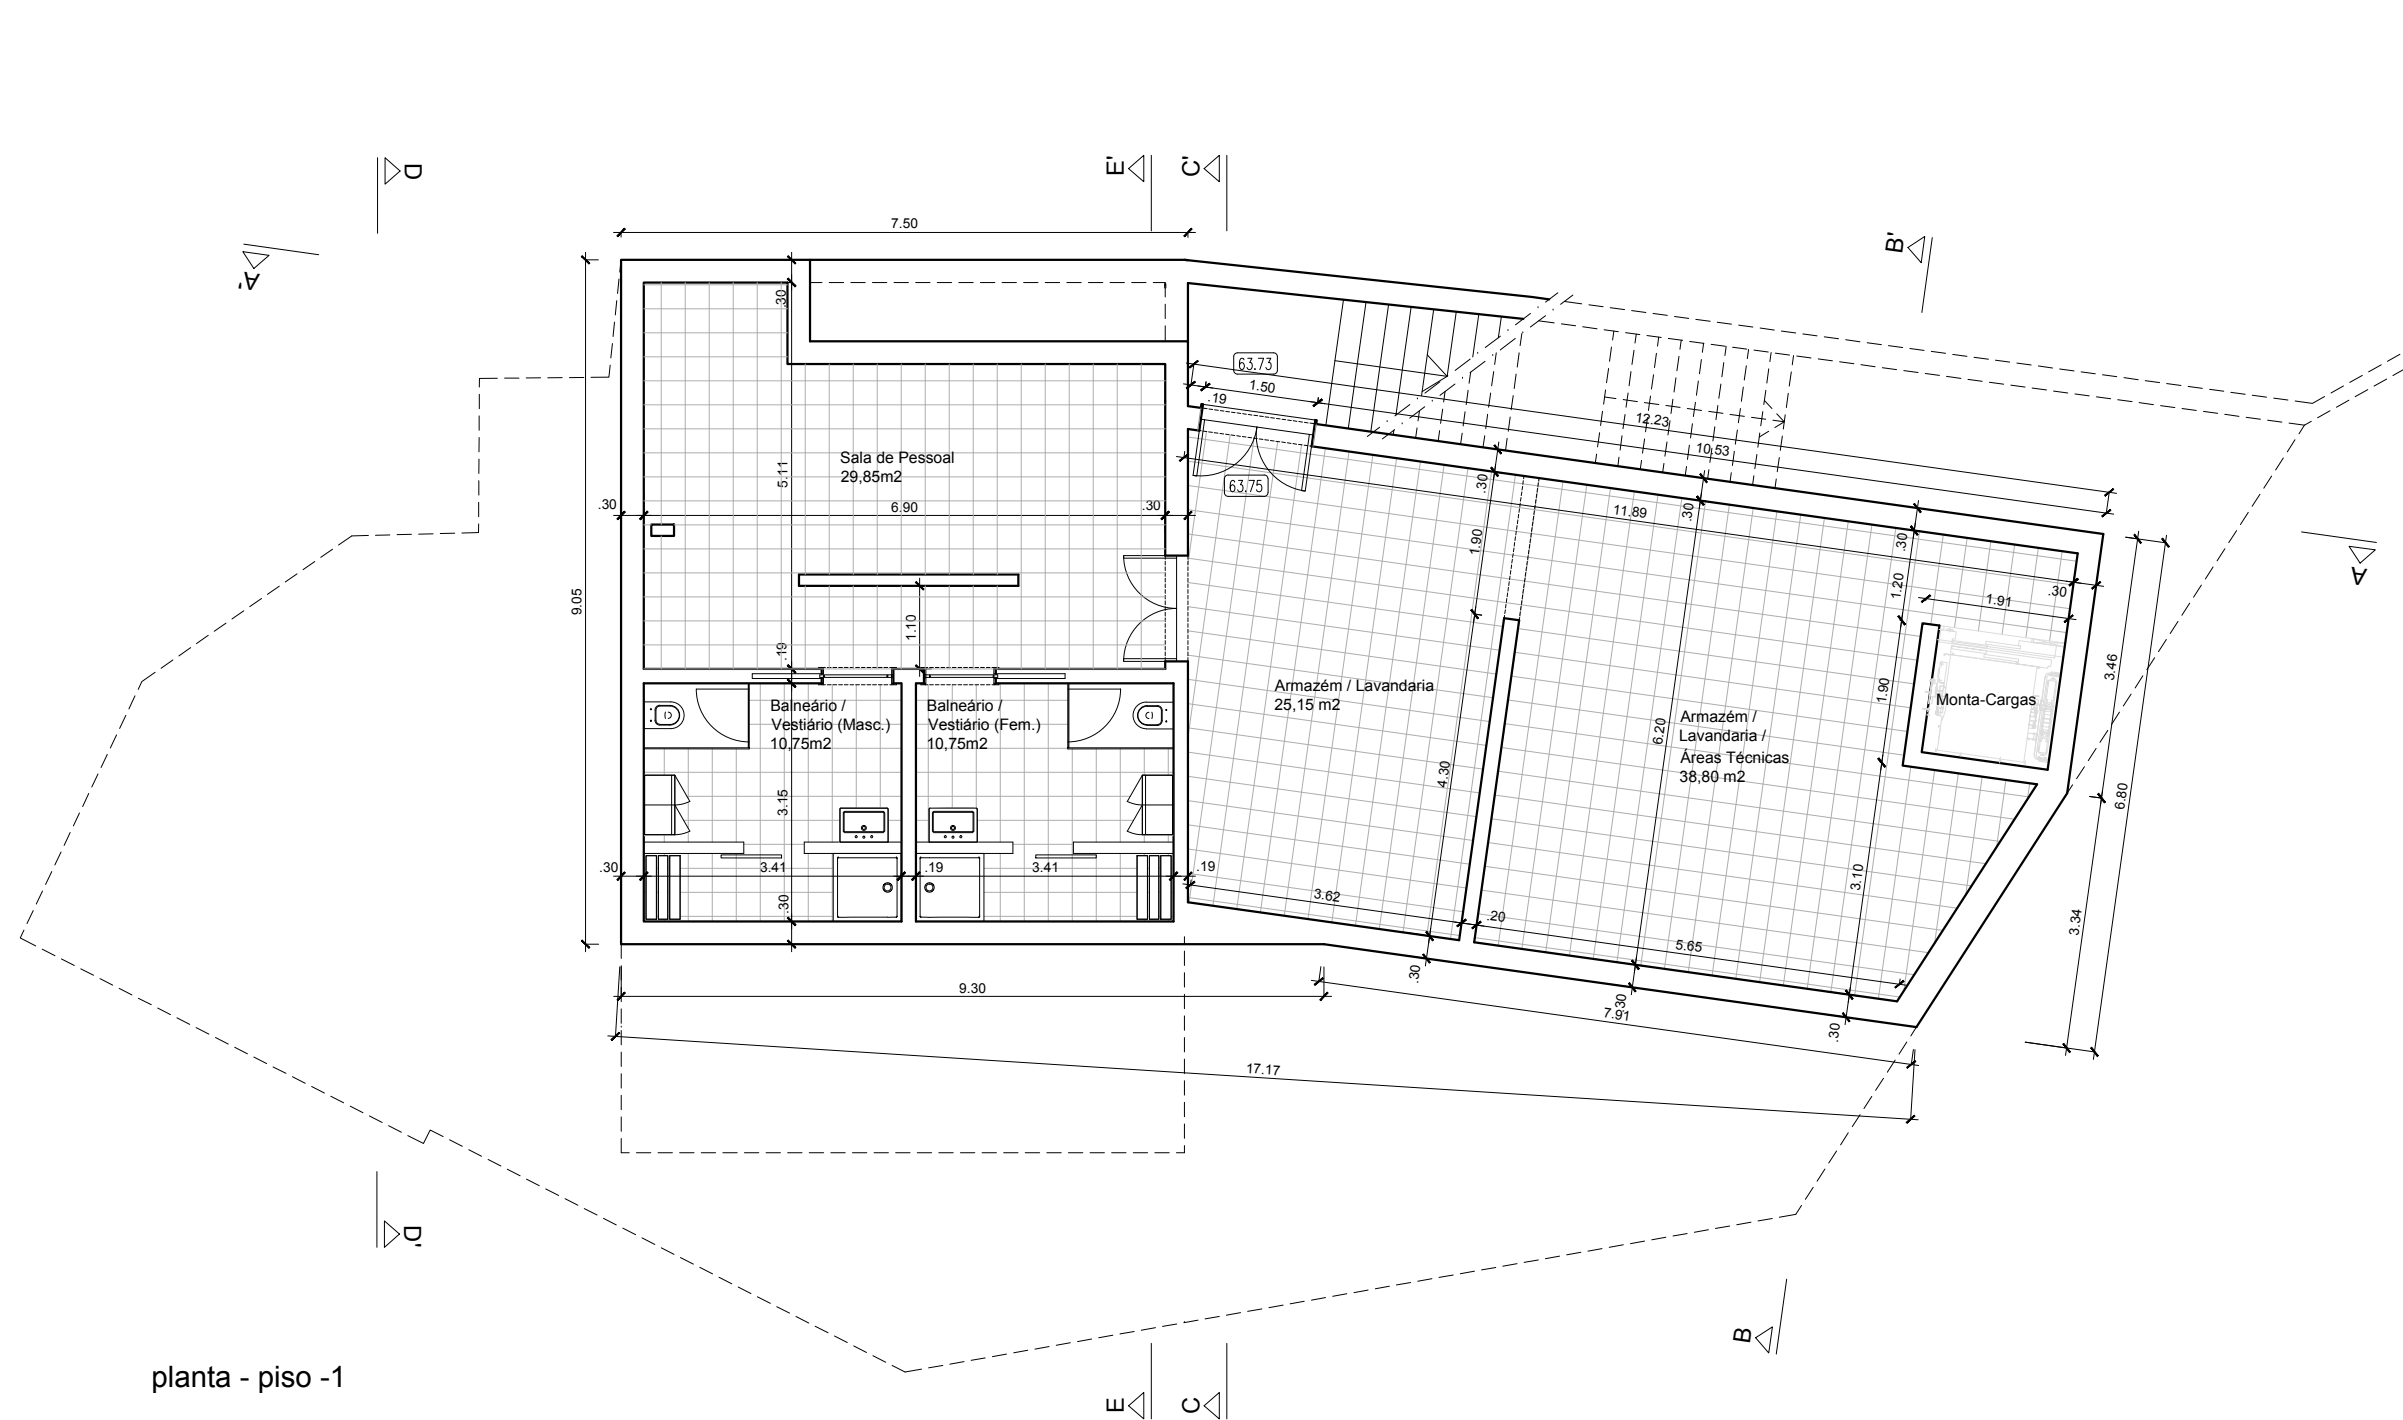 D
E'
C'
B'
A'
7.50
.30
63.73
1.50
.19
12.23
10.53
Sala de Pessoal
29,85m2
5.11
.30
6.90
.30
63.75
.30
1.90
11.89
.30
.30
1.20
1.91
.30
A
9.05
1.10
.19
3.46
Balneário /
Vestiário (Masc.)
10,75m2
Balneário /
Vestiário (Fem.)
10,75m2
Armazém / Lavandaria
25,15 m2
Armazém /
Lavandaria /
Áreas Técnicas
38,80 m2
Monta-Cargas
1.90
6.20
4.30
3.15
6.80
.30
3.41
.19
3.41
.19
.30
3.62
.20
5.65
3.10
3.34
9.30
.30
.30
7.91
.30
17.17
D'
B
E
C
planta - piso -1